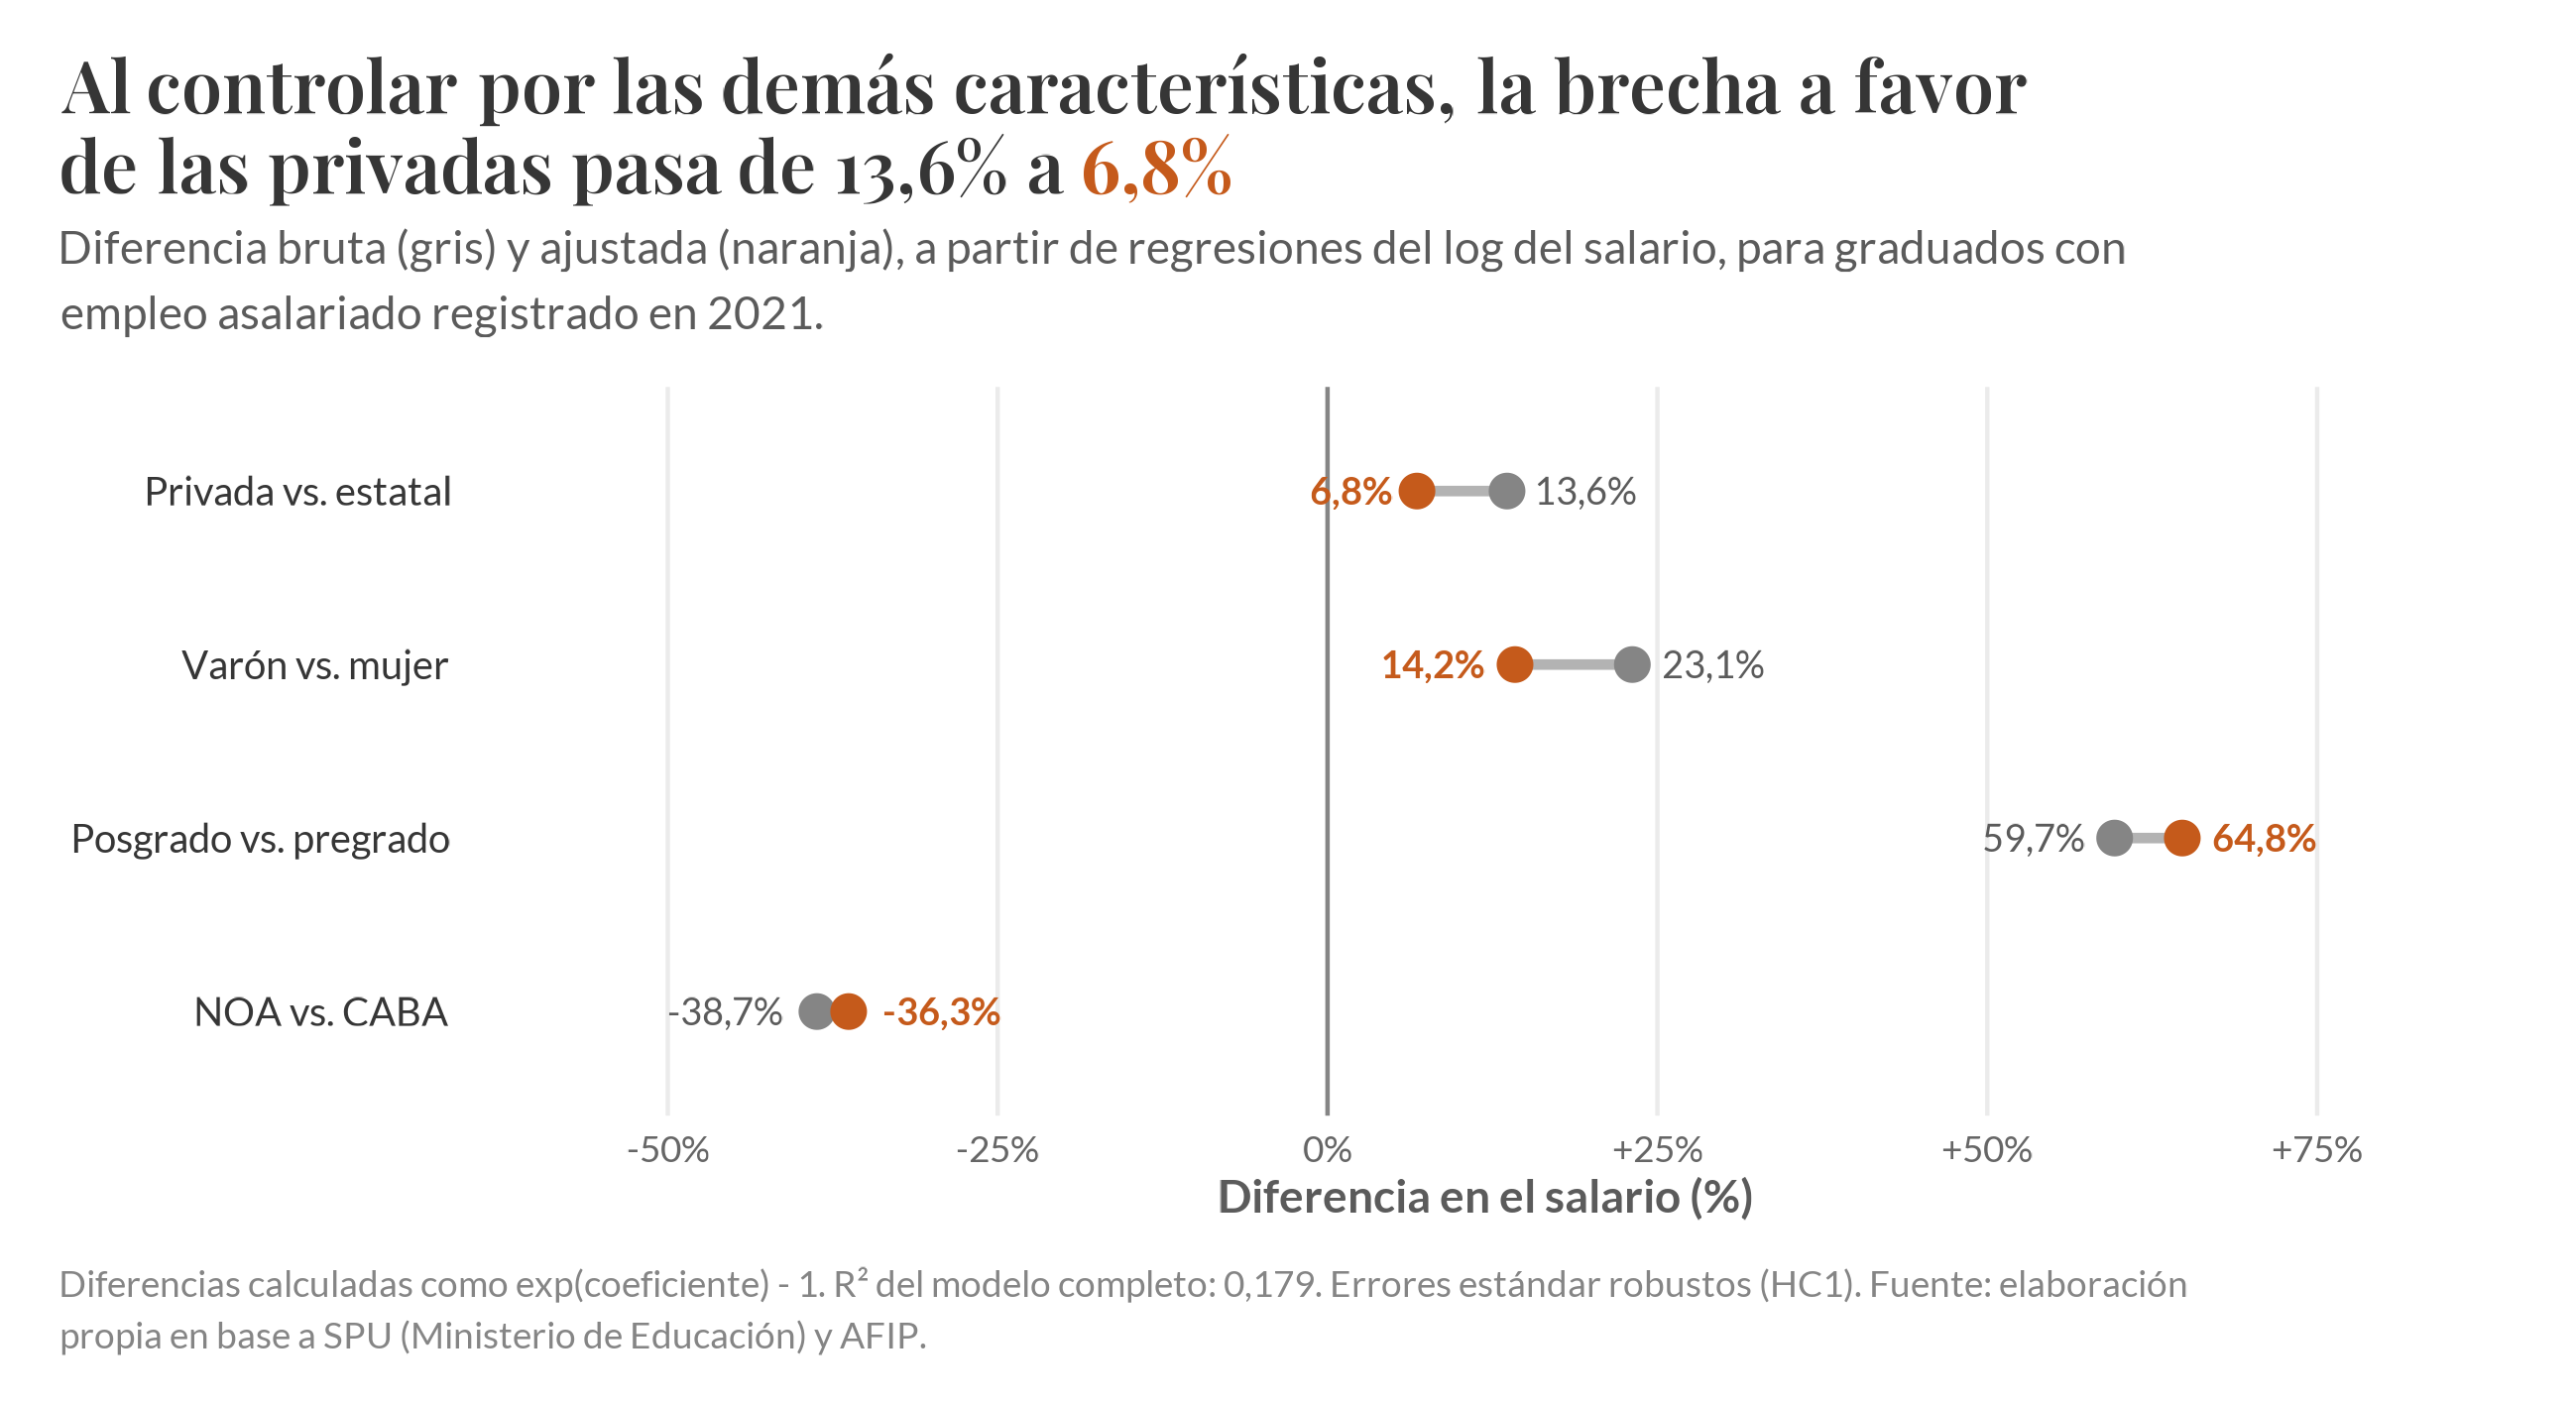 Al controlar por las demás características, la brecha a favor
de las privadas pasa de 13,6% a 6,8%
Diferencia bruta (gris) y ajustada (naranja), a partir de regresiones del log del salario, para graduados con
empleo asalariado registrado en 2021.
Privada vs. estatal 6,8% 13,6%
Varón vs. mujer 14,2% 23,1%
Posgrado vs. pregrado 59,7% 64,8%
NOA vs. CABA -38,7% -36,3%
-50% -25% 0% +25% +50% +75%
Diferencia en el salario (%)
Diferencias calculadas como exp(coeficiente) - 1. R² del modelo completo: 0,179. Errores estándar robustos (HC1). Fuente: elaboración
propia en base a SPU (Ministerio de Educación) y AFIP.